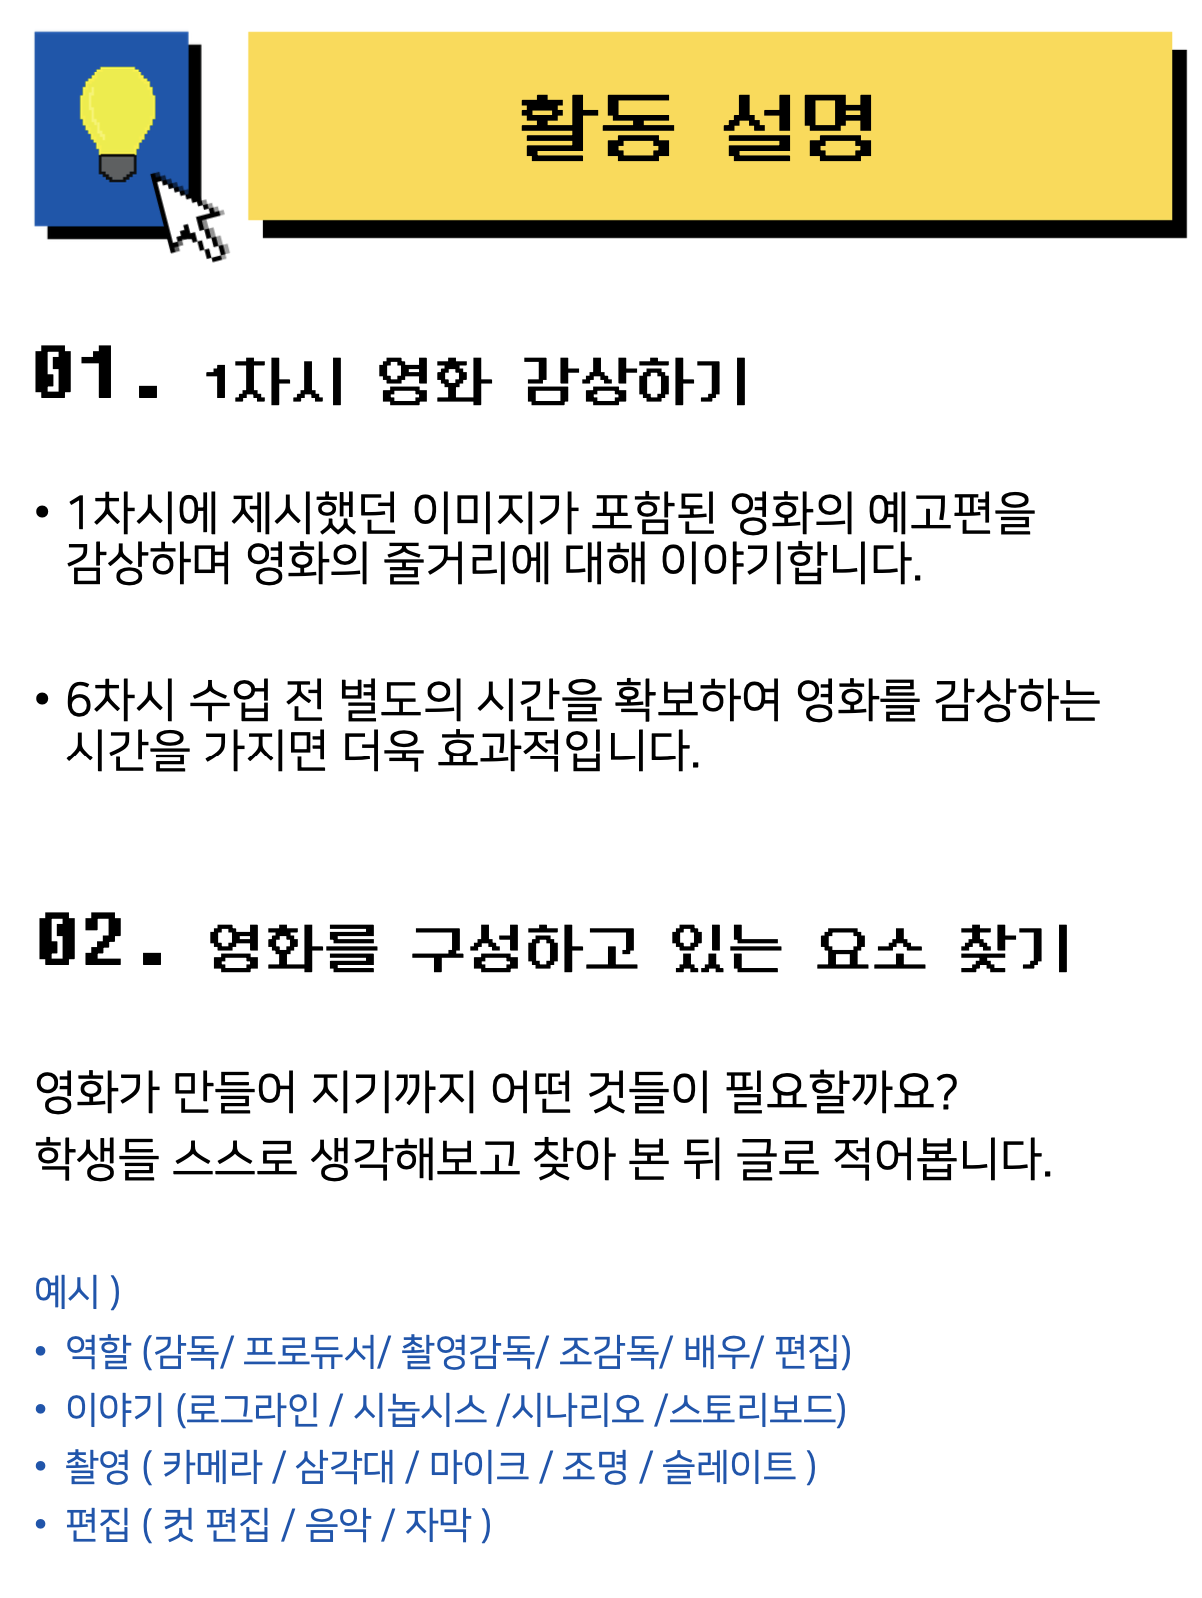 활동 설명
01. 1차시 영화 감상하기
• 1차시에 제시했던 이미지가 포함된 영화의 예고편을
감상하며 영화의 줄거리에 대해 이야기합니다.
• 6차시 수업 전 별도의 시간을 확보하여 영화를 감상하는
시간을 가지면 더욱 효과적입니다.
02. 영화를 구성하고 있는 요소 찾기
영화가 만들어 지기까지 어떤 것들이 필요할까요?
학생들 스스로 생각해보고 찾아 본 뒤 글로 적어봅니다.
예시 )
• 역할 (감독/ 프로듀서/ 촬영감독/ 조감독/ 배우/ 편집)
• 이야기 (로그라인 / 시놉시스 /시나리오 /스토리보드)
• 촬영 ( 카메라 / 삼각대 / 마이크 / 조명 / 슬레이트 )
• 편집 ( 컷 편집 / 음악 / 자막 )